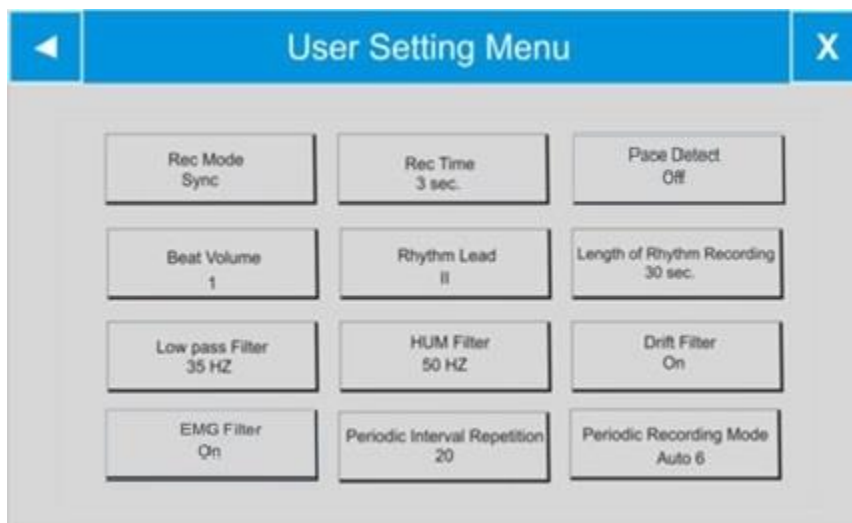 ◄ User Setting Menu X
Rec Mode
Sync
Rec Time
3 sec.
Pace Detect
Off
Beat Volume
1
Rhythm Lead
II
Length of Rhythm Recording
30 sec.
Low pass Filter
35 HZ
HUM Filter
50 HZ
Drift Filter
On
EMG Filter
On
Periodic Interval Repetition
20
Periodic Recording Mode
Auto 6